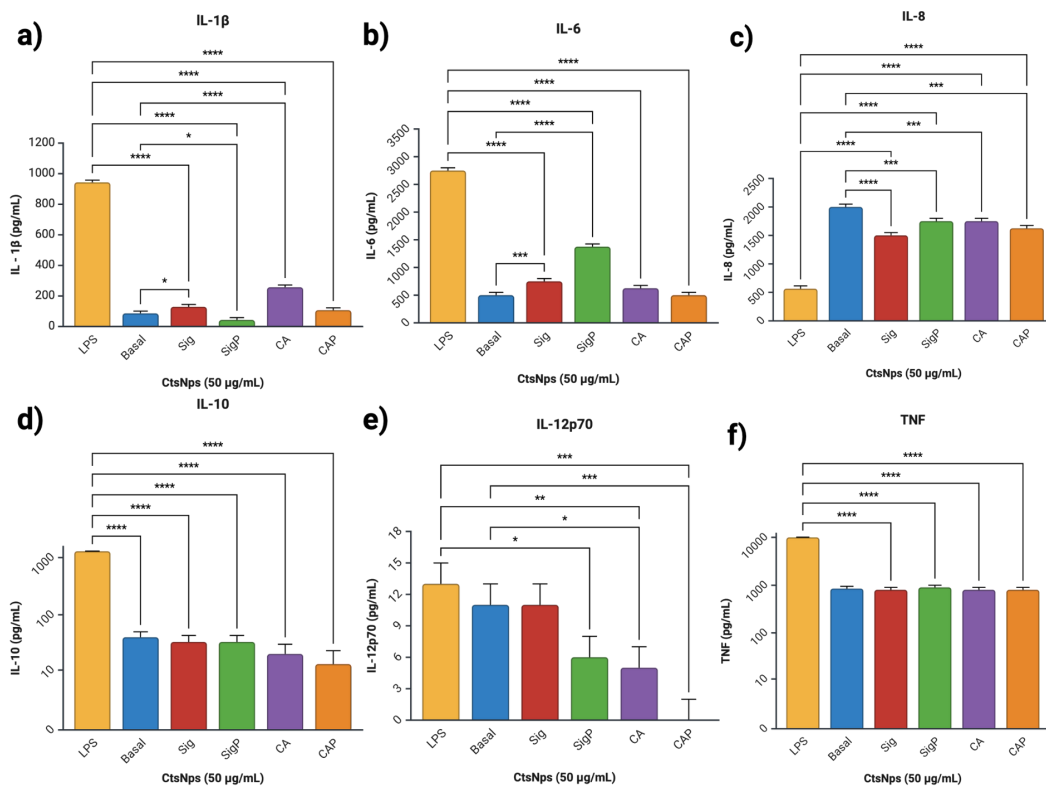 a)
IL-1β
****
****
****
****
*
****
*
IL - 1β (pg/mL)
1200
1000
800
600
400
200
0
LPS
Basal
Sig
SigP
CA
CAP
CtsNps (50 µg/mL)
b)
IL-6
****
****
****
****
****
***
IL-6 (pg/mL)
3500
3000
2500
2000
1500
1000
500
0
LPS
Basal
Sig
SigP
CA
CAP
CtsNps (50 µg/mL)
c)
IL-8
****
****
***
****
***
****
***
****
IL-8 (pg/mL)
2500
2000
1500
1000
500
0
LPS
Basal
Sig
SigP
CA
CAP
CtsNps (50 µg/mL)
d)
IL-10
****
****
****
****
****
IL-10 (pg/mL)
1000
100
10
0
LPS
Basal
Sig
SigP
CA
CAP
CtsNps (50 µg/mL)
e)
IL-12p70
***
***
**
*
*
IL-12p70 (pg/mL)
18
15
12
9
6
3
0
LPS
Basal
Sig
SigP
CA
CAP
CtsNps (50 µg/mL)
f)
TNF
****
****
****
****
TNF (pg/mL)
10000
1000
100
10
0
LPS
Basal
Sig
SigP
CA
CAP
CtsNps (50 µg/mL)